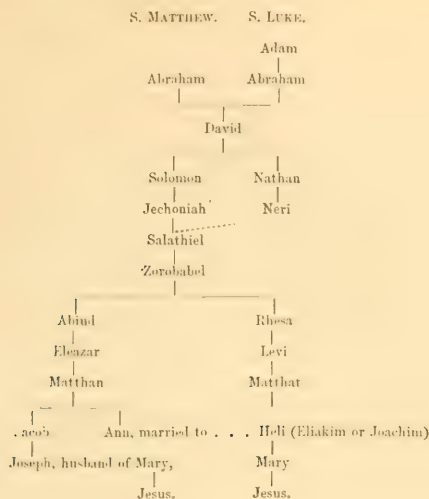 S. MATTHEW. S. LUKE.
Adam
Abraham Abraham
David
Solomon Nathan
Jechoniah Neri
Salathiel
Zorobabel
Abiud Rhesa
Eleazar Levi
Matthan Matthat
.acob Ann, married to . . . Heli (Eliakim or Joachim)
Joseph, husband of Mary, Mary
Jesus. Jesus.